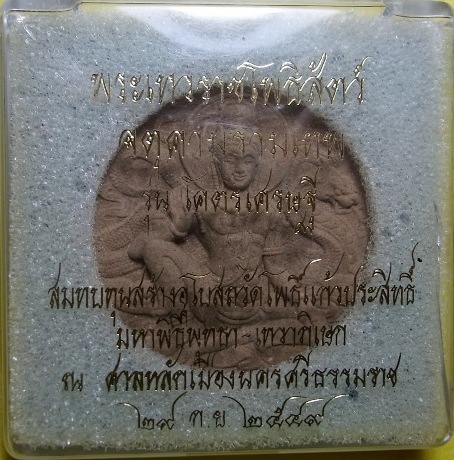 พระเทวราชโพธิสัตว์
จตุคามรามเทพ
รุ่น โคตรเศรษฐี
สมทบทุนสร้างอุโบสถวัดโพธิ์แก้วประสิทธิ์
มหาพิธีพุทธา-เทวาภิเษก
ณ ศาลหลักเมืองนครศรีธรรมราช
๒๙ ก.ย ๒๕๔๙